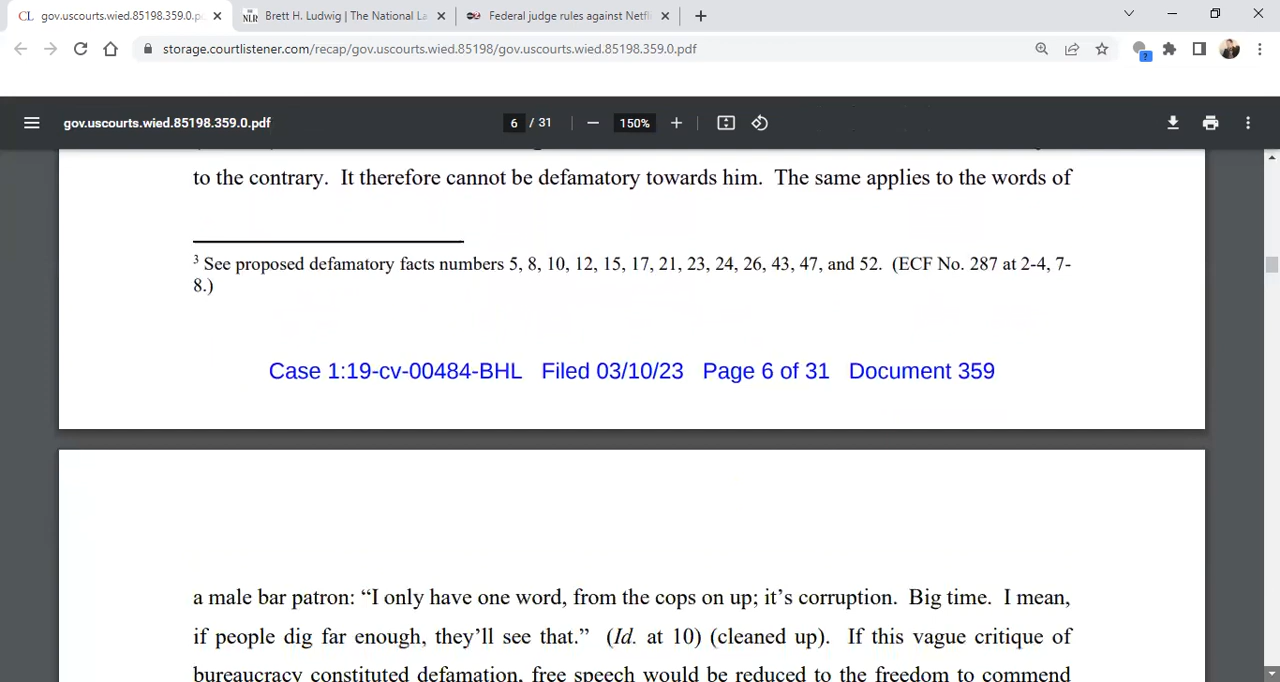 gov.uscourts.wied.85198.359.0.p
Brett H. Ludwig | The National La
Federal judge rules against Netfl
storage.courtlistener.com/recap/gov.uscourts.wied.85198/gov.uscourts.wied.85198.359.0.pdf
gov.uscourts.wied.85198.359.0.pdf
6 / 31
150%
to the contrary. It therefore cannot be defamatory towards him. The same applies to the words of
3 See proposed defamatory facts numbers 5, 8, 10, 12, 15, 17, 21, 23, 24, 26, 43, 47, and 52. (ECF No. 287 at 2-4, 7-
8.)
Case 1:19-cv-00484-BHL Filed 03/10/23 Page 6 of 31 Document 359
a male bar patron: “I only have one word, from the cops on up; it’s corruption. Big time. I mean,
if people dig far enough, they’ll see that.” (Id. at 10) (cleaned up). If this vague critique of
bureaucracy constituted defamation, free speech would be reduced to the freedom to commend